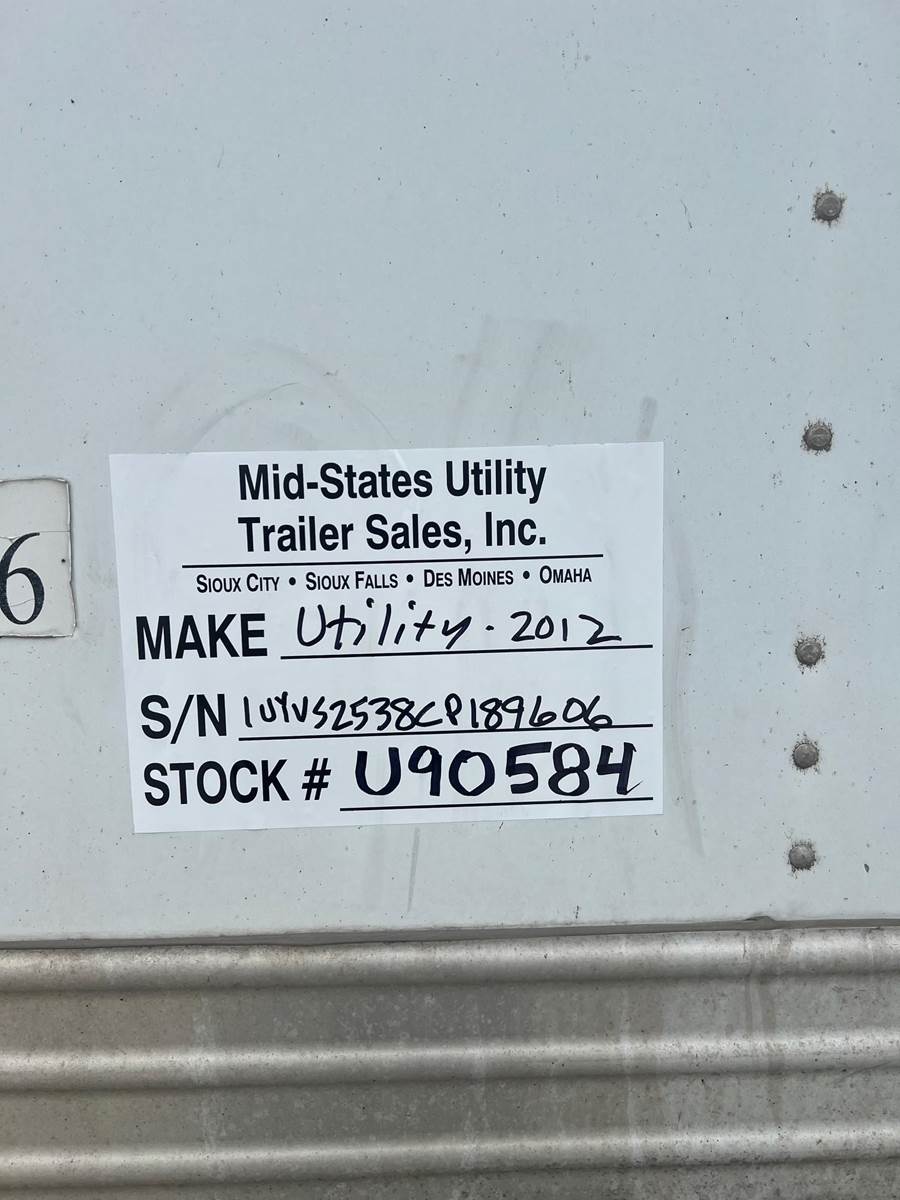 Mid-States Utility
Trailer Sales, Inc.
SIOUX CITY • SIOUX FALLS • DES MOINES • OMAHA
6
MAKE Utility - 2012
S/N 1UYVS2538CP189606
STOCK # U90584